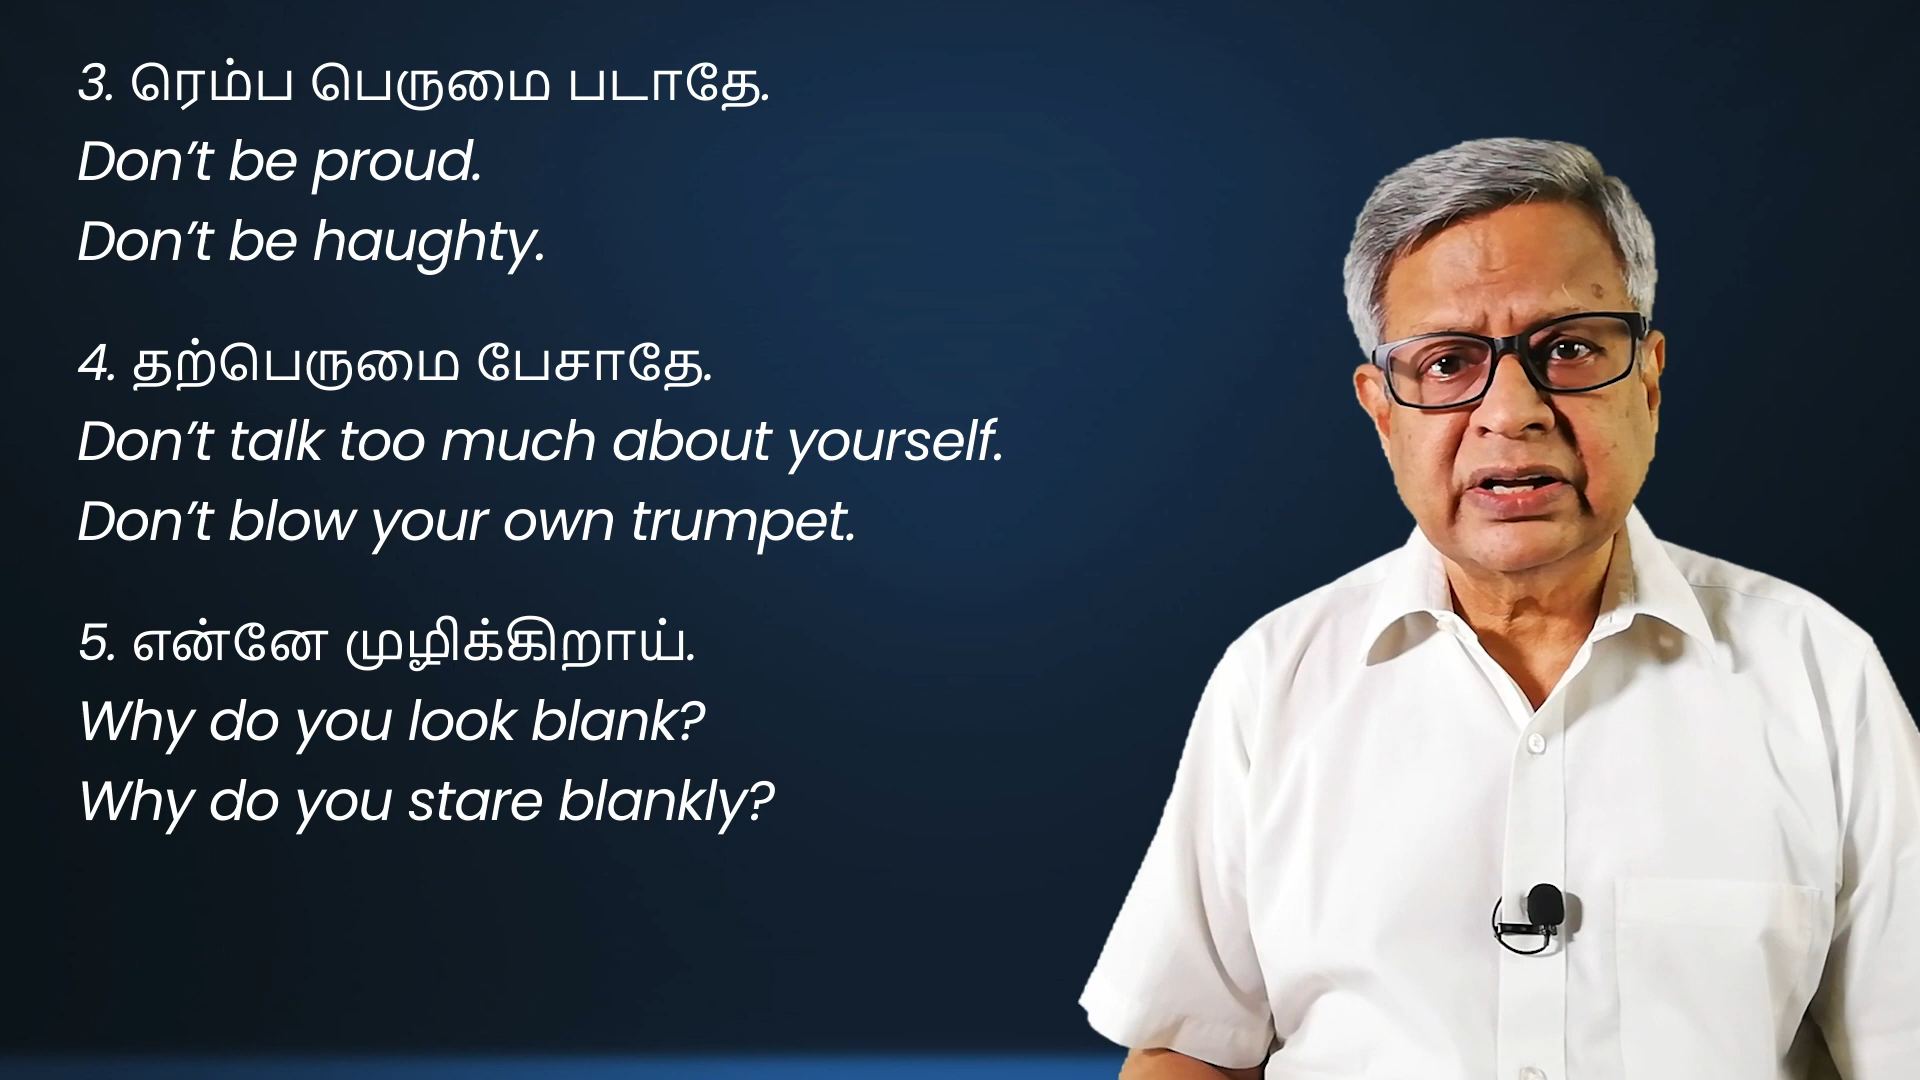 3. ரெம்ப பெருமை படாதே.
Don’t be proud.
Don’t be haughty.
4. தற்பெருமை பேசாதே.
Don’t talk too much about yourself.
Don’t blow your own trumpet.
5. என்னே முழிக்கிறாய்.
Why do you look blank?
Why do you stare blankly?